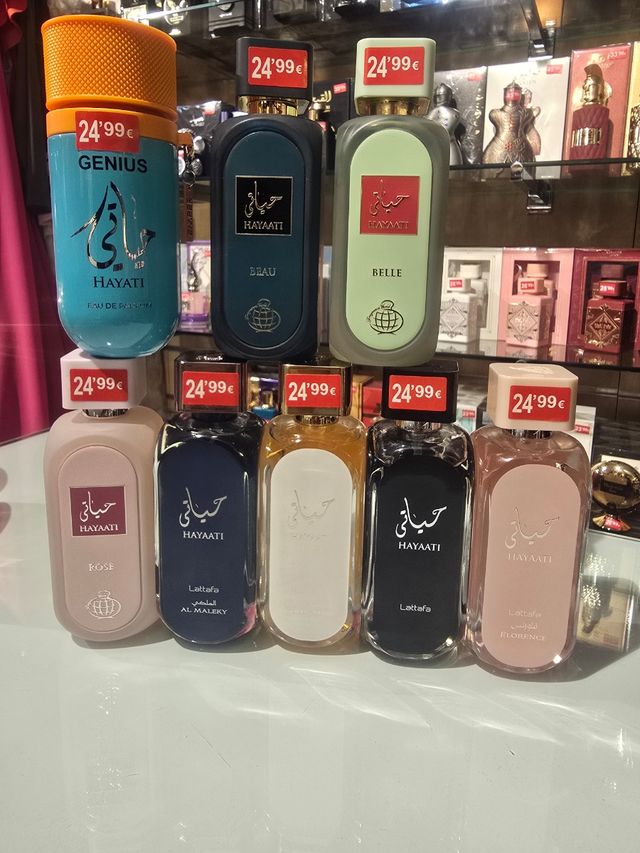 24'99€
GENIUS
حياتي
HAYATI
EAU DE PARFUM
24'99€
حياتي
HAYAATI
BEAU
24'99€
حياتي
HAYAATI
BELLE
24'99€
حياتي
HAYAATI
ROSE
24'99€
حياتي
HAYAATI
Lattafa
الملكي
AL MALEKY
24'99€
حياتي
24'99€
حياتي
HAYAATI
Lattafa
24'99€
حياتي
HAYAATI
Lattafa
فلورنس
FLORENCE